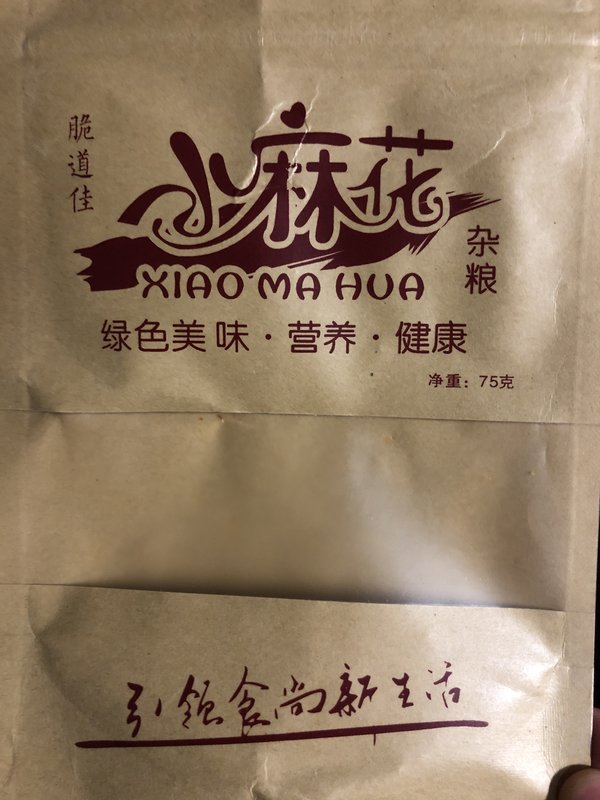 脆道佳
小麻花
杂粮
XIAO MA HUA
绿色美味·营养·健康
净重：75克
引领食尚新生活